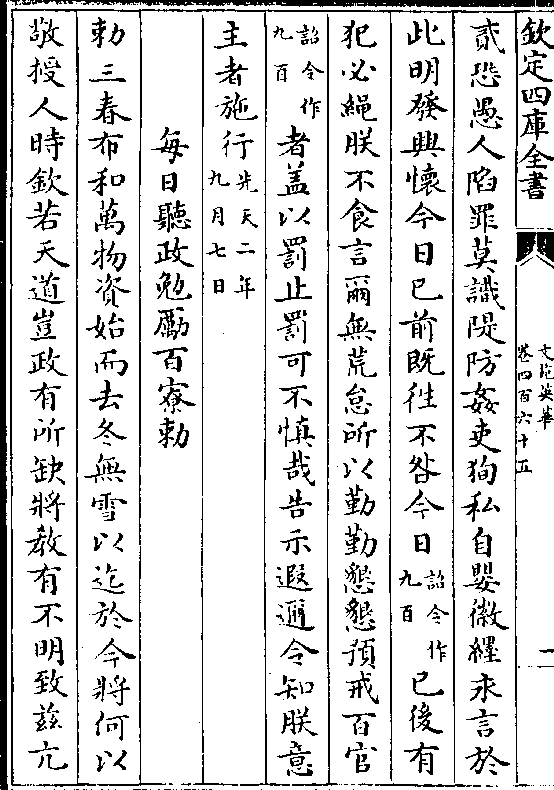 欽定四庫全書
文苑英華
卷四百六十五
一
貳恐愚人陷罪莫識隄防姦吏狥私自嬰徽纆永言於
此明發興懷今日已前既徃不咎今日詔令作九百已後有
犯必繩朕不食言爾無荒怠所以勤勤懇懇預戒百官
詔令作九百者盖以罰止罰可不慎哉告示遐邇令知朕意
主者施行先天二年九月七日
每日聽政勉勵百寮勅
勅三春布和萬物資始而去冬無雪以迄於今將何以
敬授人時欽若天道豈政有所缺將教有不明致兹亢